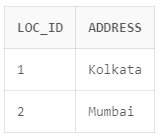 LOC_ID ADDRESS
1 Kolkata
2 Mumbai